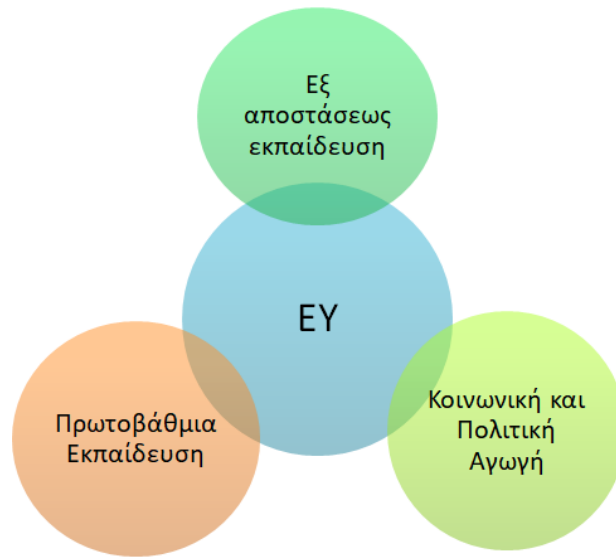 Εξ
αποστάσεως
εκπαίδευση
ΕΥ
Πρωτοβάθμια
Εκπαίδευση
Κοινωνική και
Πολιτική
Αγωγή